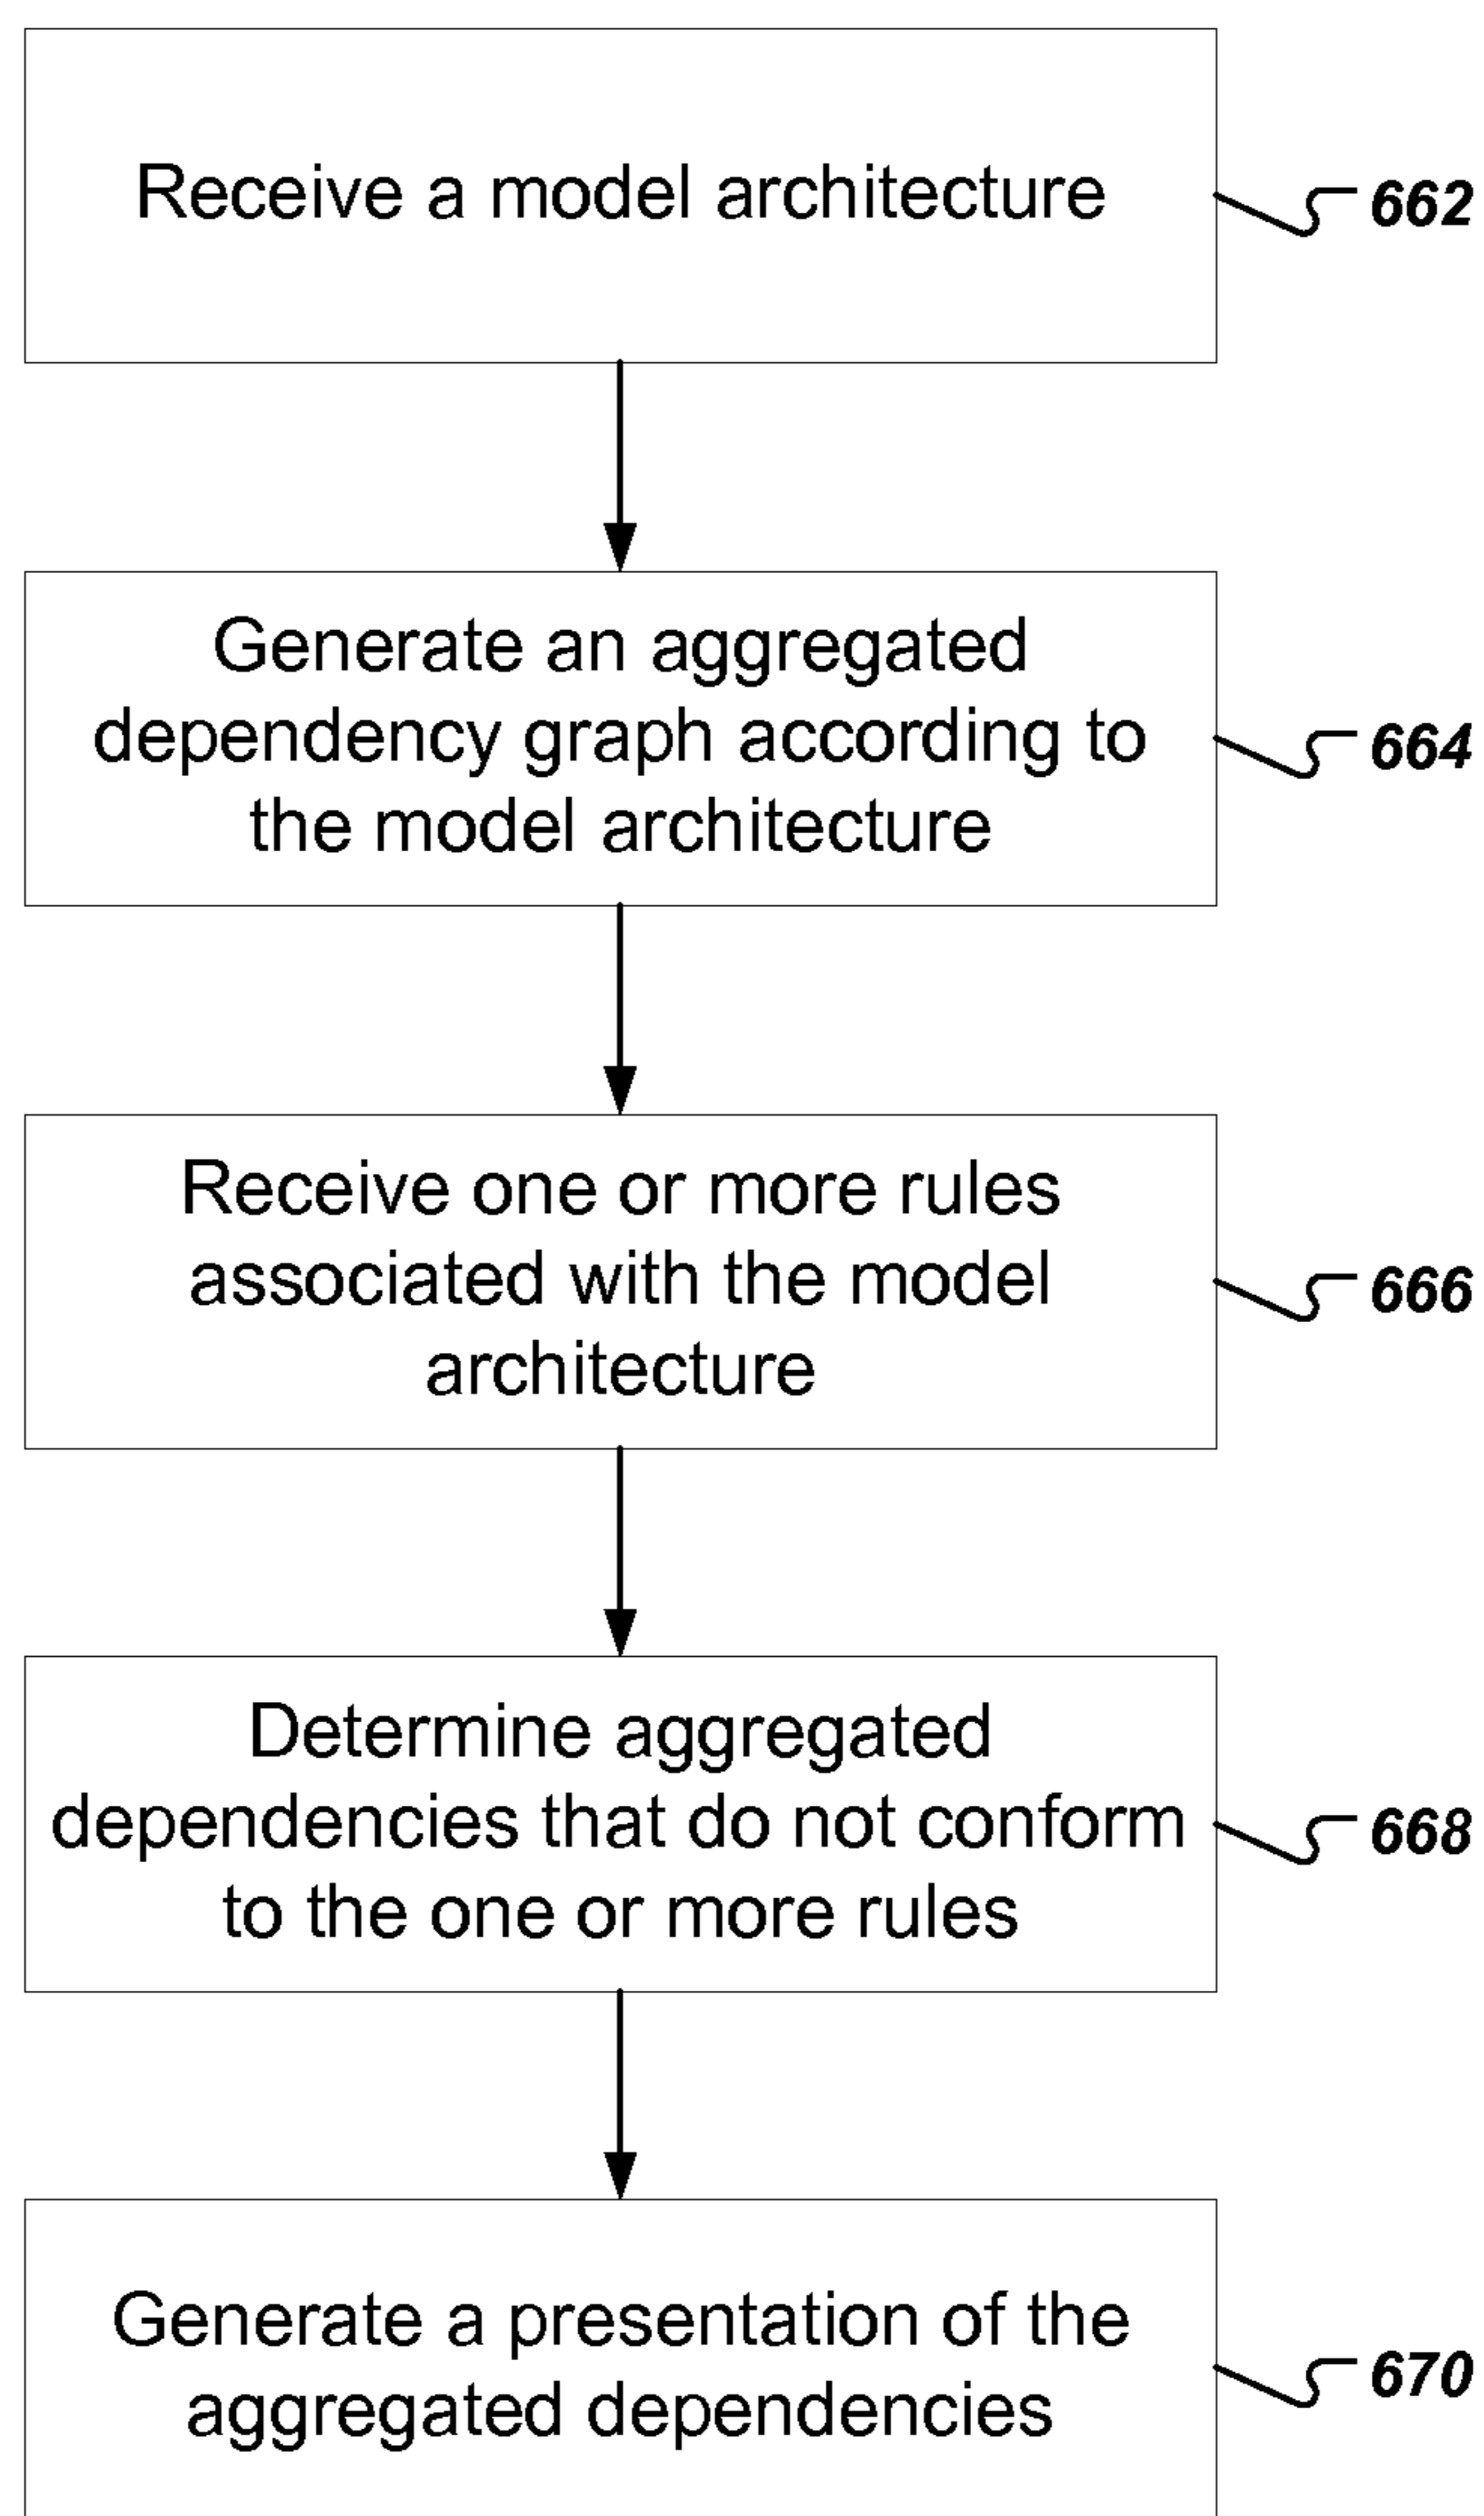 Receive a model architecture
662
Generate an aggregated
dependency graph according to
the model architecture
664
Receive one or more rules
associated with the model
architecture
666
Determine aggregated
dependencies that do not conform
to the one or more rules
668
Generate a presentation of the
aggregated dependencies
670